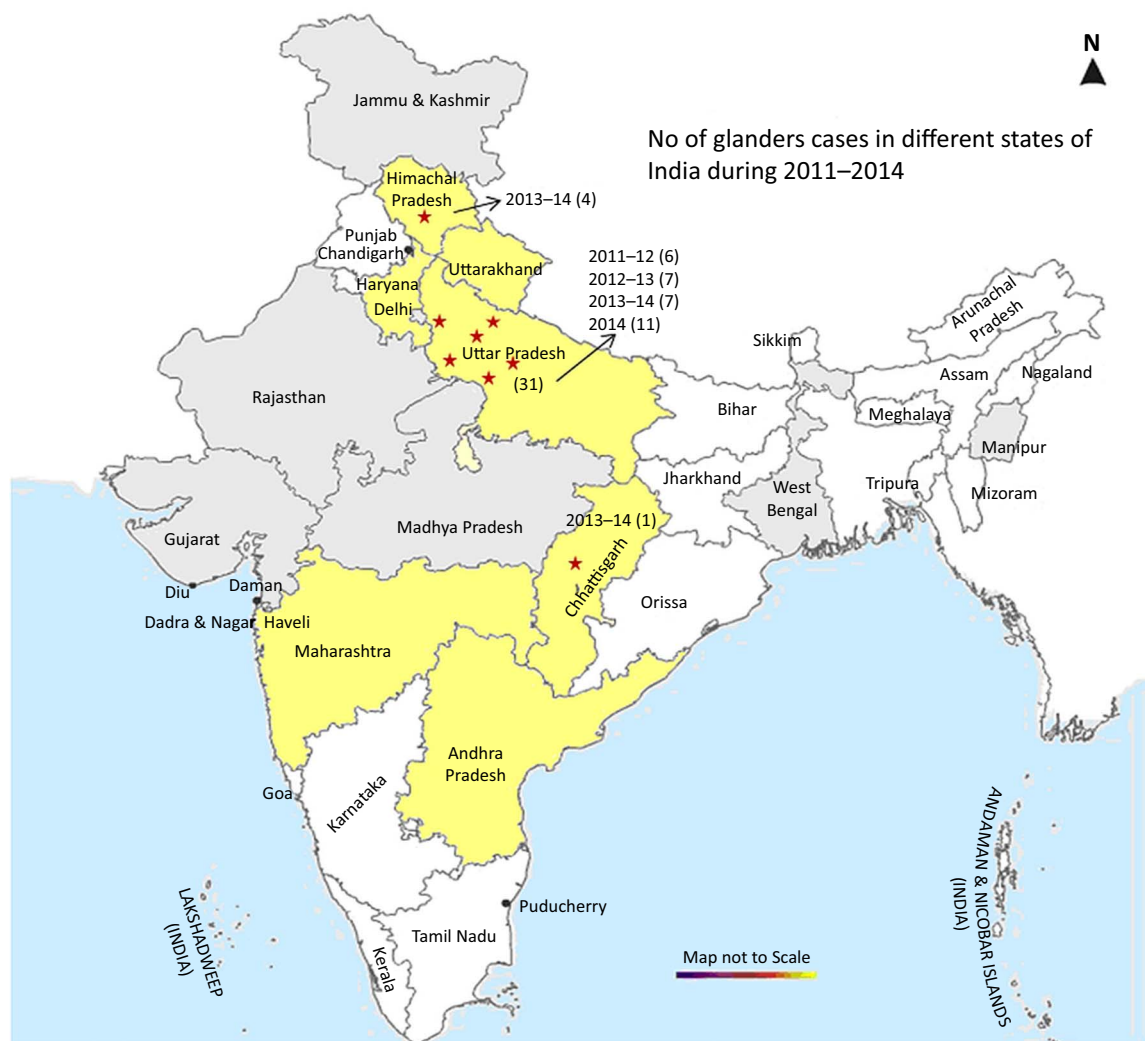 N
Jammu & Kashmir
No of glanders cases in different states of
India during 2011–2014
Himachal
Pradesh
2013–14 (4)
Punjab
Chandigarh
Uttarakhand
Haryana
Delhi
2011–12 (6)
2012–13 (7)
2013–14 (7)
2014 (11)
Uttar Pradesh
(31)
Rajasthan
Sikkim
Arunachal
Pradesh
Assam
Nagaland
Bihar
Meghalaya
Manipur
Jharkhand
West
Bengal
Tripura
Mizoram
Gujarat
Madhya Pradesh
2013–14 (1)
Chhattisgarh
Diu
Daman
Dadra & Nagar Haveli
Orissa
Maharashtra
Andhra
Pradesh
Goa
Karnataka
LAKSHADWEEP
(INDIA)
Puducherry
Tamil Nadu
Kerala
ANDAMAN & NICOBAR ISLANDS
(INDIA)
Map not to Scale